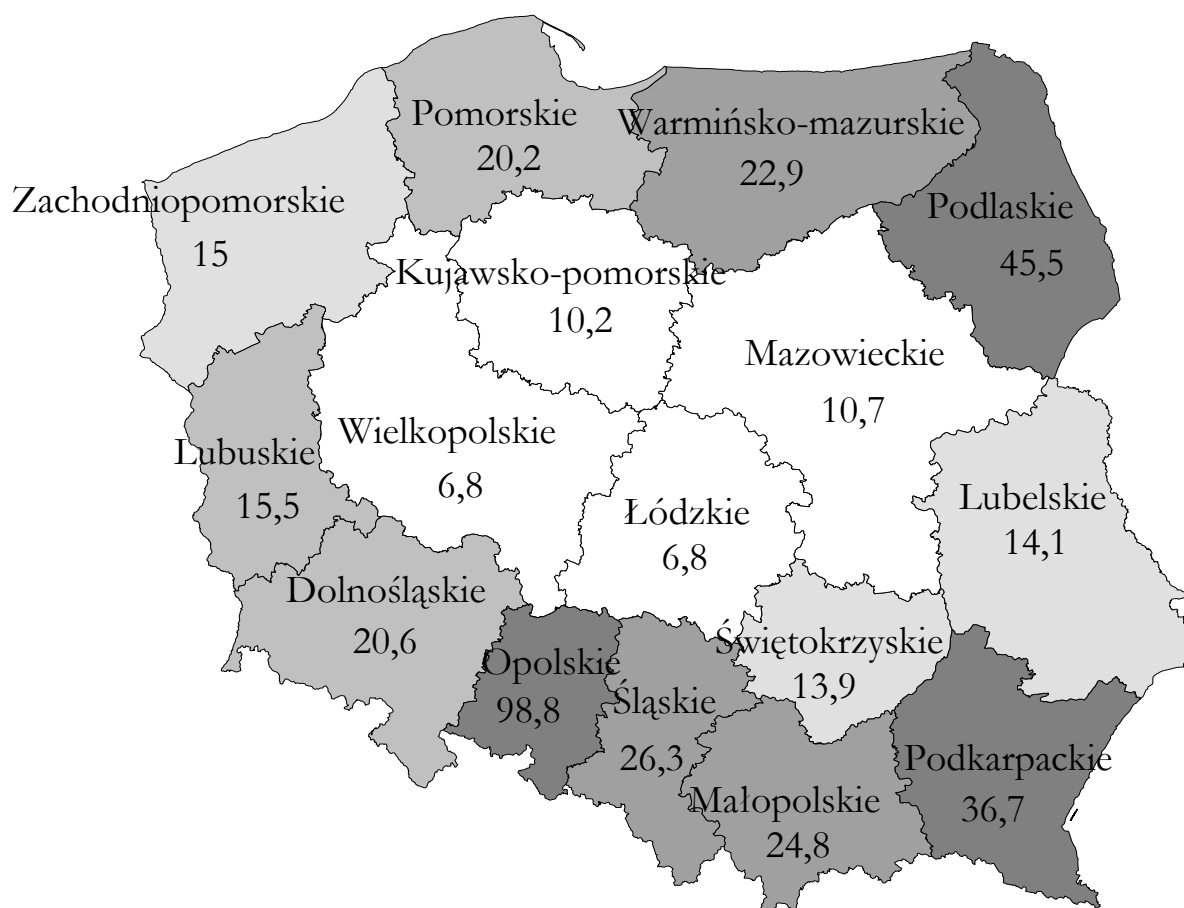 Pomorskie
20,2
Warmińsko-mazurskie
22,9
Zachodniopomorskie
15
Podlaskie
45,5
Kujawsko-pomorskie
10,2
Mazowieckie
10,7
Wielkopolskie
6,8
Lubuskie
15,5
Łódzkie
6,8
Lubelskie
14,1
Dolnośląskie
20,6
Świętokrzyskie
13,9
Opolskie
98,8
Śląskie
26,3
Podkarpackie
36,7
Małopolskie
24,8